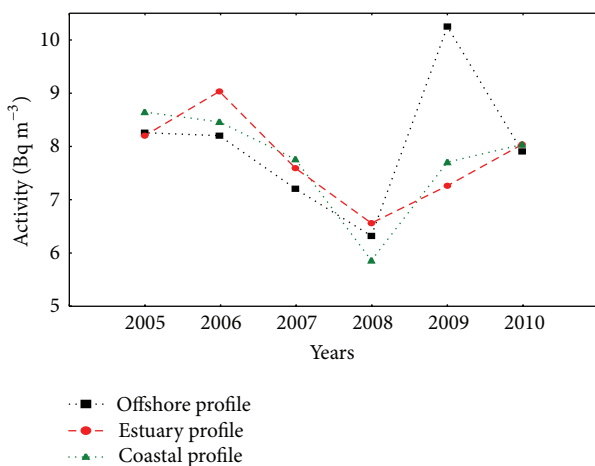 10
9
8
7
6
5
Activity (Bq m⁻³)
2005 2006 2007 2008 2009 2010
Years
Offshore profile
Estuary profile
Coastal profile